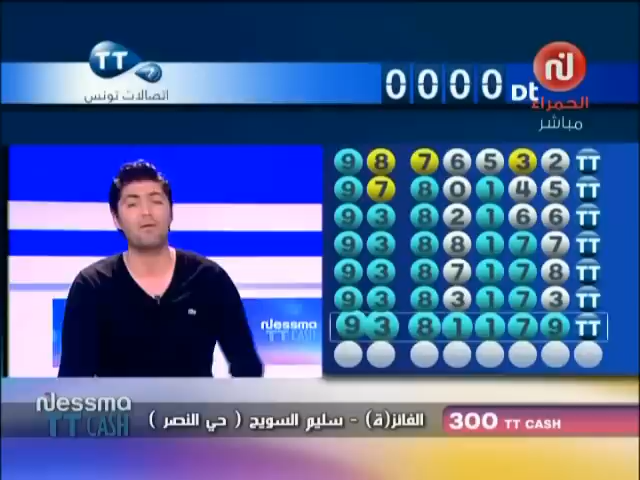 TT
اتصالات تونس
0000 Dt
الحمراء
مباشر
9 8 7 6 5 3 2 TT
9 7 8 0 1 4 5 TT
9 3 8 2 1 6 6 TT
9 3 8 8 1 7 7 TT
9 3 8 7 1 7 8 TT
9 3 8 3 1 7 3 TT
9 3 8 1 1 7 9 TT
Nessma
TT CASH
Nessma
TT CASH
الفائز(ة) - سليم السويح ( حي النصر )
300 TT CASH